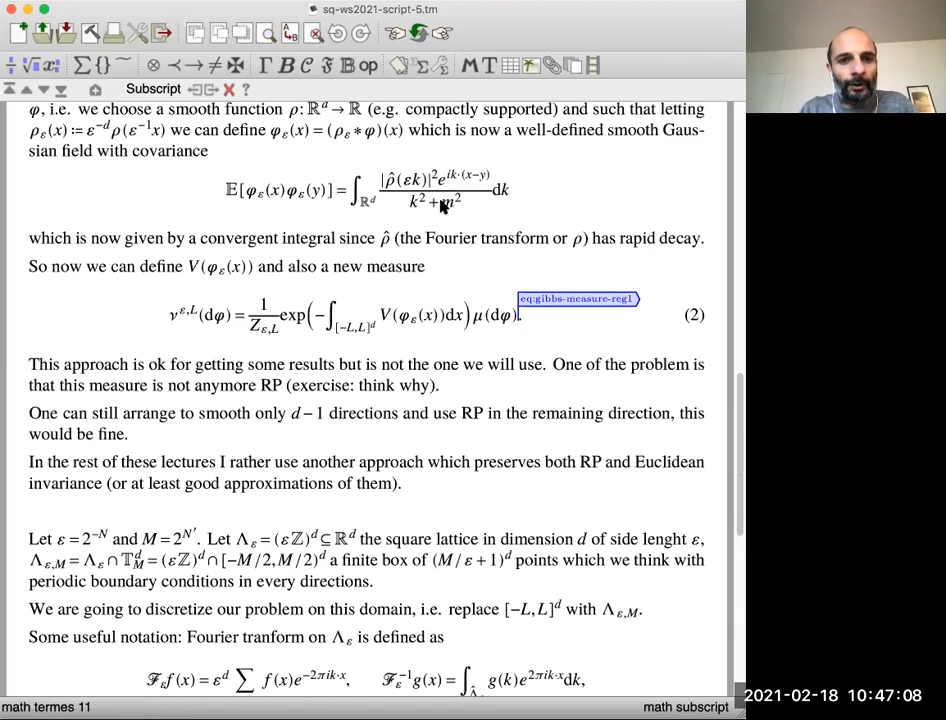 sq-ws2021-script-5.tm
Subscript
φ, i.e. we choose a smooth function ρ: ℝᵈ → ℝ (e.g. compactly supported) and such that letting
ρ_ε(x) ≔ ε⁻ᵈρ(ε⁻¹x) we can define φ_ε(x) = (ρ_ε ∗ φ)(x) which is now a well-defined smooth Gaus-
sian field with covariance
𝔼[φ_ε(x)φ_ε(y)] = ∫_{ℝᵈ} |ρ̂(εk)|²e^{ik·(x−y)} / (k² + m²) dk
which is now given by a convergent integral since ρ̂ (the Fourier transform or ρ) has rapid decay.
So now we can define V(φ_ε(x)) and also a new measure
eq:gibbs-measure-reg1
ν^{ε,L}(dφ) = 1/Z_{ε,L} exp(−∫_{[−L,L]^d} V(φ_ε(x))dx) μ(dφ). (2)
This approach is ok for getting some results but is not the one we will use. One of the problem is
that this measure is not anymore RP (exercise: think why).
One can still arrange to smooth only d − 1 directions and use RP in the remaining direction, this
would be fine.
In the rest of these lectures I rather use another approach which preserves both RP and Euclidean
invariance (or at least good approximations of them).
Let ε = 2^{−N} and M = 2^{N′}. Let Λ_ε = (εℤ)^d ⊆ ℝ^d the square lattice in dimension d of side lenght ε,
Λ_{ε,M} = Λ_ε ∩ 𝕋_M^d = (εℤ)^d ∩ [−M/2, M/2)^d a finite box of (M/ε + 1)^d points which we think with
periodic boundary conditions in every directions.
We are going to discretize our problem on this domain, i.e. replace [−L, L]^d with Λ_{ε,M}.
Some useful notation: Fourier tranform on Λ_ε is defined as
ℱ_ε f(x) = ε^d ∑ f(x)e^{−2πik·x}, ℱ_ε^{−1}g(x) = ∫_{Λ̂} g(k)e^{2πik·x}dk,
math termes 11
math subscript
2021-02-18 10:47:08